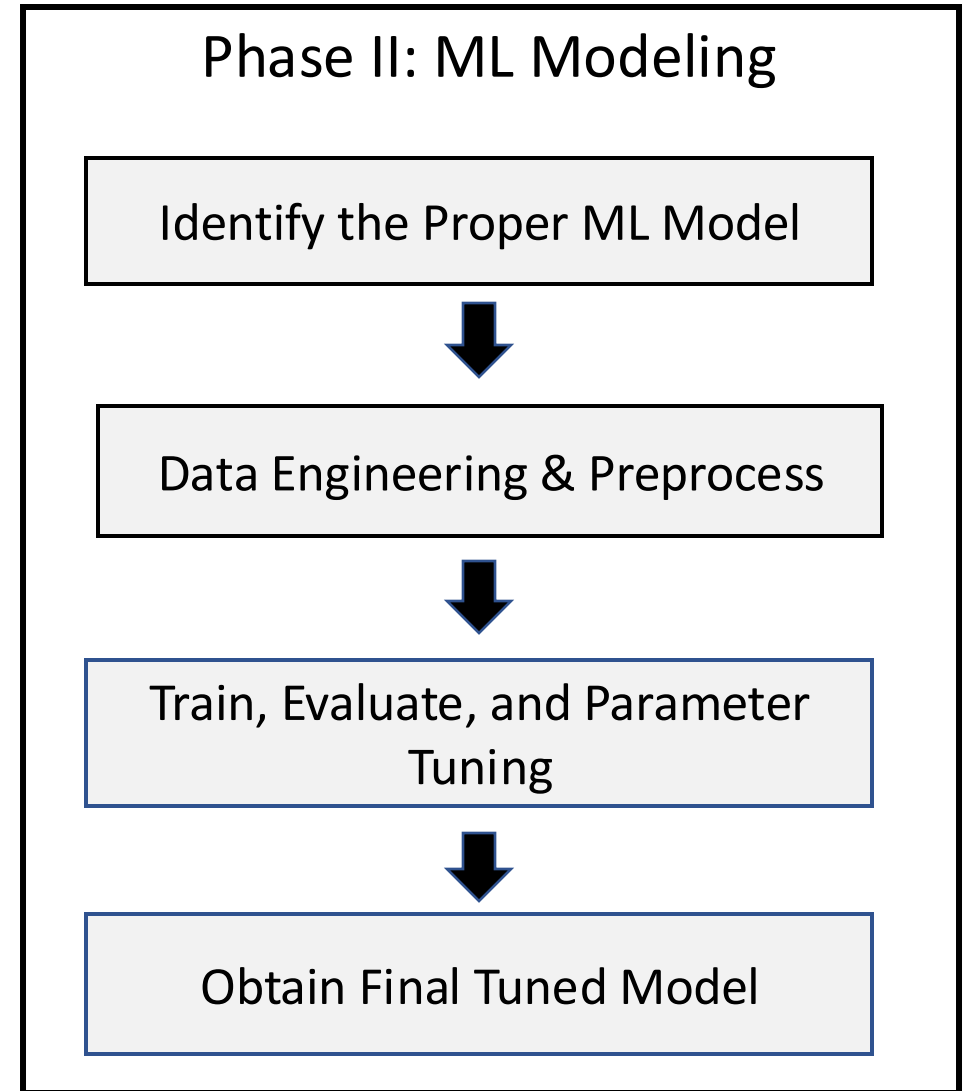 Phase II: ML Modeling
Identify the Proper ML Model
Data Engineering & Preprocess
Train, Evaluate, and Parameter
Tuning
Obtain Final Tuned Model